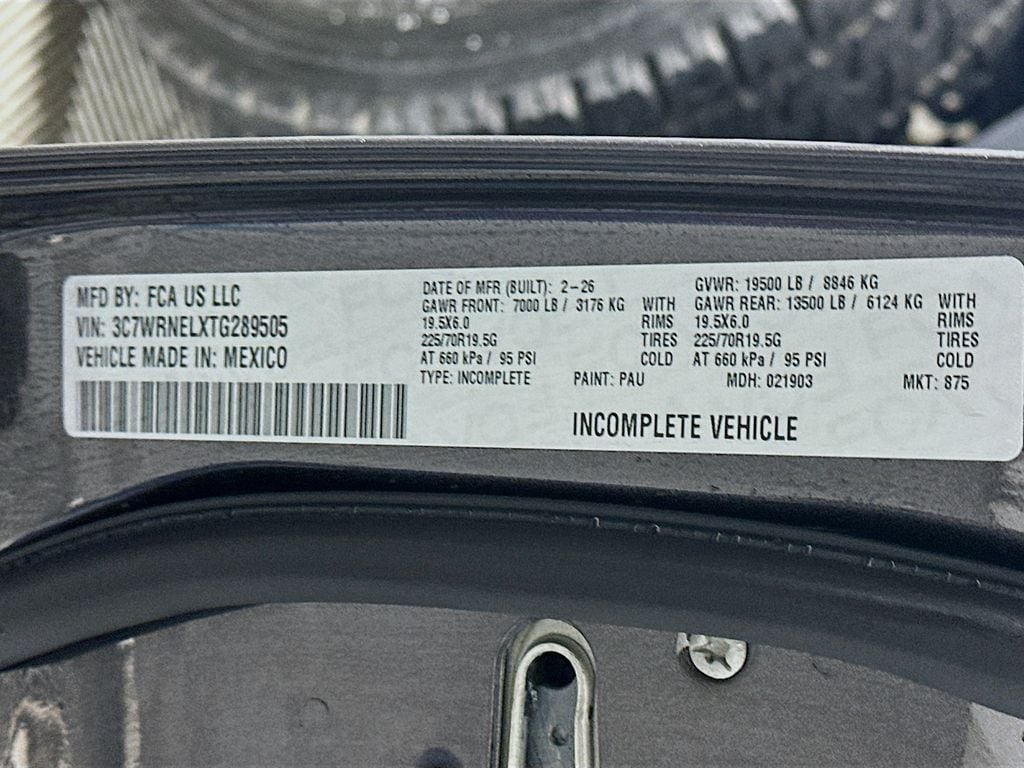 MFD BY: FCA US LLC
VIN: 3C7WRNELXTG289505
VEHICLE MADE IN: MEXICO
DATE OF MFR (BUILT): 2-26
GVWR: 19500 LB / 8846 KG
GAWR FRONT: 7000 LB / 3176 KG WITH
19.5X6.0 RIMS
225/70R19.5G TIRES
AT 660 kPa / 95 PSI COLD
GAWR REAR: 13500 LB / 6124 KG WITH
19.5X6.0 RIMS
225/70R19.5G TIRES
AT 660 kPa / 95 PSI COLD
TYPE: INCOMPLETE PAINT: PAU MDH: 021903 MKT: 875
INCOMPLETE VEHICLE